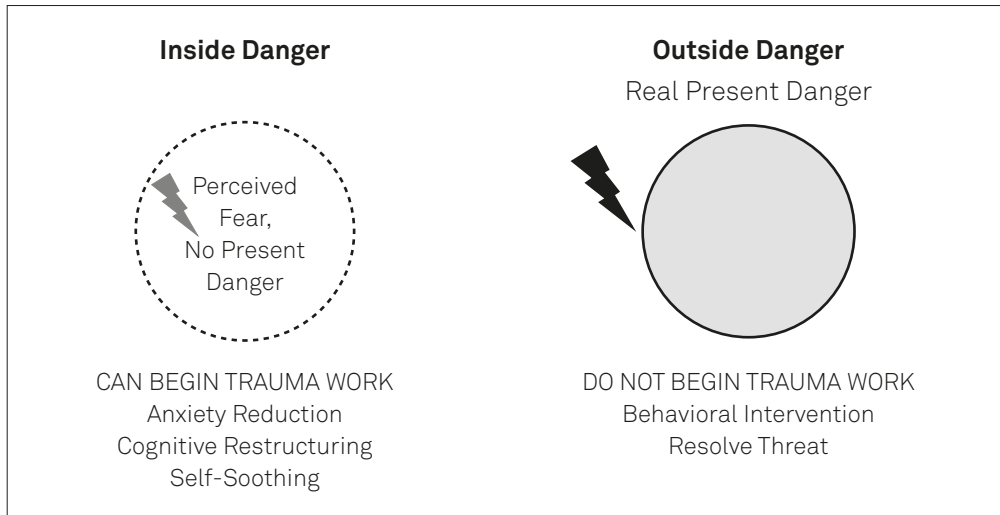 Inside Danger
Perceived
Fear,
No Present
Danger
CAN BEGIN TRAUMA WORK
Anxiety Reduction
Cognitive Restructuring
Self-Soothing
Outside Danger
Real Present Danger
DO NOT BEGIN TRAUMA WORK
Behavioral Intervention
Resolve Threat